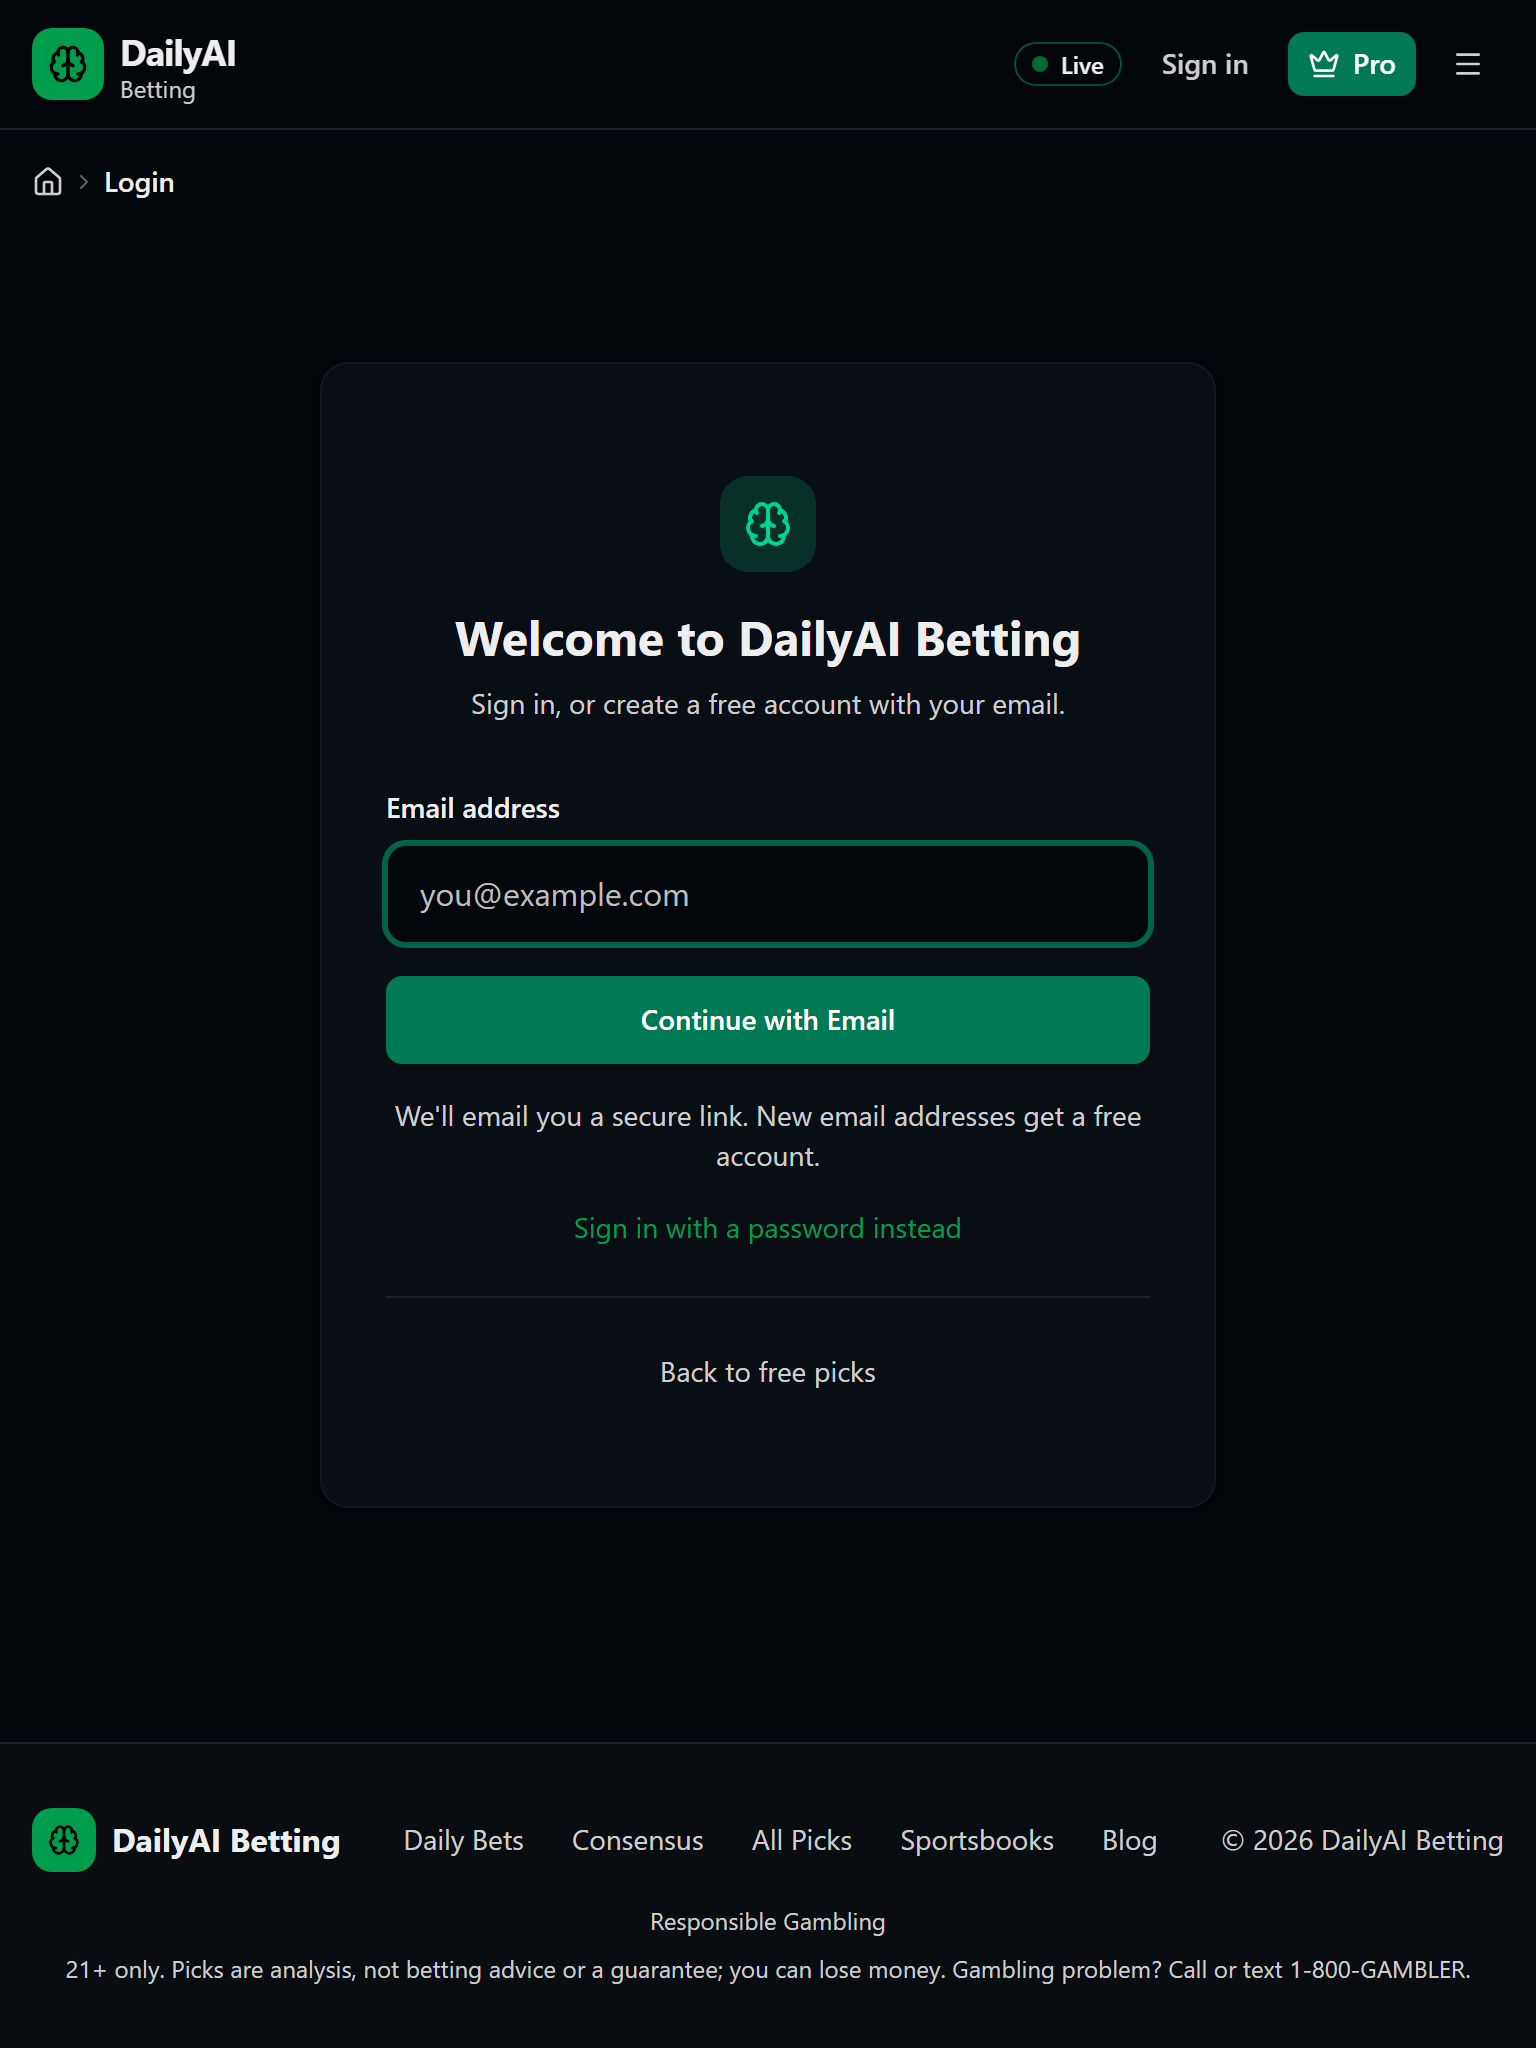 DailyAI
Betting
Live
Sign in
Pro
Login
Welcome to DailyAI Betting
Sign in, or create a free account with your email.
Email address
you@example.com
Continue with Email
We'll email you a secure link. New email addresses get a free
account.
Sign in with a password instead
Back to free picks
DailyAI Betting
Daily Bets
Consensus
All Picks
Sportsbooks
Blog
© 2026 DailyAI Betting
Responsible Gambling
21+ only. Picks are analysis, not betting advice or a guarantee; you can lose money. Gambling problem? Call or text 1-800-GAMBLER.